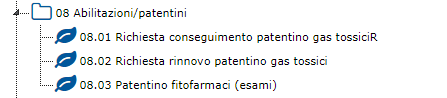 08 Abilitazioni/patentini
08.01 Richiesta conseguimento patentino gas tossiciR
08.02 Richiesta rinnovo patentino gas tossici
08.03 Patentino fitofarmaci (esami)